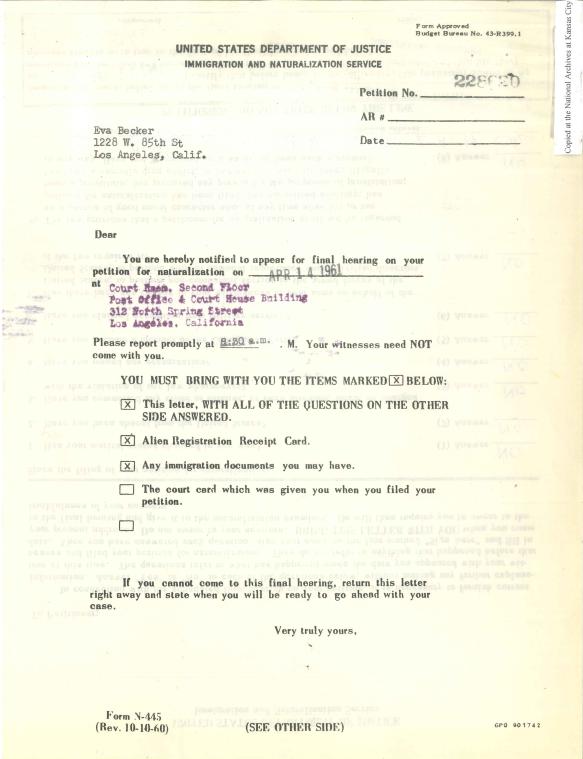 Form Approved
Budget Bureau No. 43-R399.1
Copied at the National Archives at Kansas City
UNITED STATES DEPARTMENT OF JUSTICE
IMMIGRATION AND NATURALIZATION SERVICE
Petition No.
AR #
Date
Eva Becker
1228 W. 85th St
Los Angeles, Calif.
Dear
You are hereby notified to appear for final hearing on your
petition for naturalization on APR 14 1961
at Court Room, Second Floor
Post Office & Court House Building
312 North Spring Street
Los Angeles, California
Please report promptly at 8:30 a.m. . M. Your witnesses need NOT
come with you.
YOU MUST BRING WITH YOU THE ITEMS MARKED X BELOW:
X This letter, WITH ALL OF THE QUESTIONS ON THE OTHER
SIDE ANSWERED.
X Alien Registration Receipt Card.
X Any immigration documents you may have.
The court card which was given you when you filed your
petition.
If you cannot come to this final hearing, return this letter
right away and state when you will be ready to go ahead with your
case.
Very truly yours,
Form N-445
(Rev. 10-10-60)
(SEE OTHER SIDE)
GPO 901742